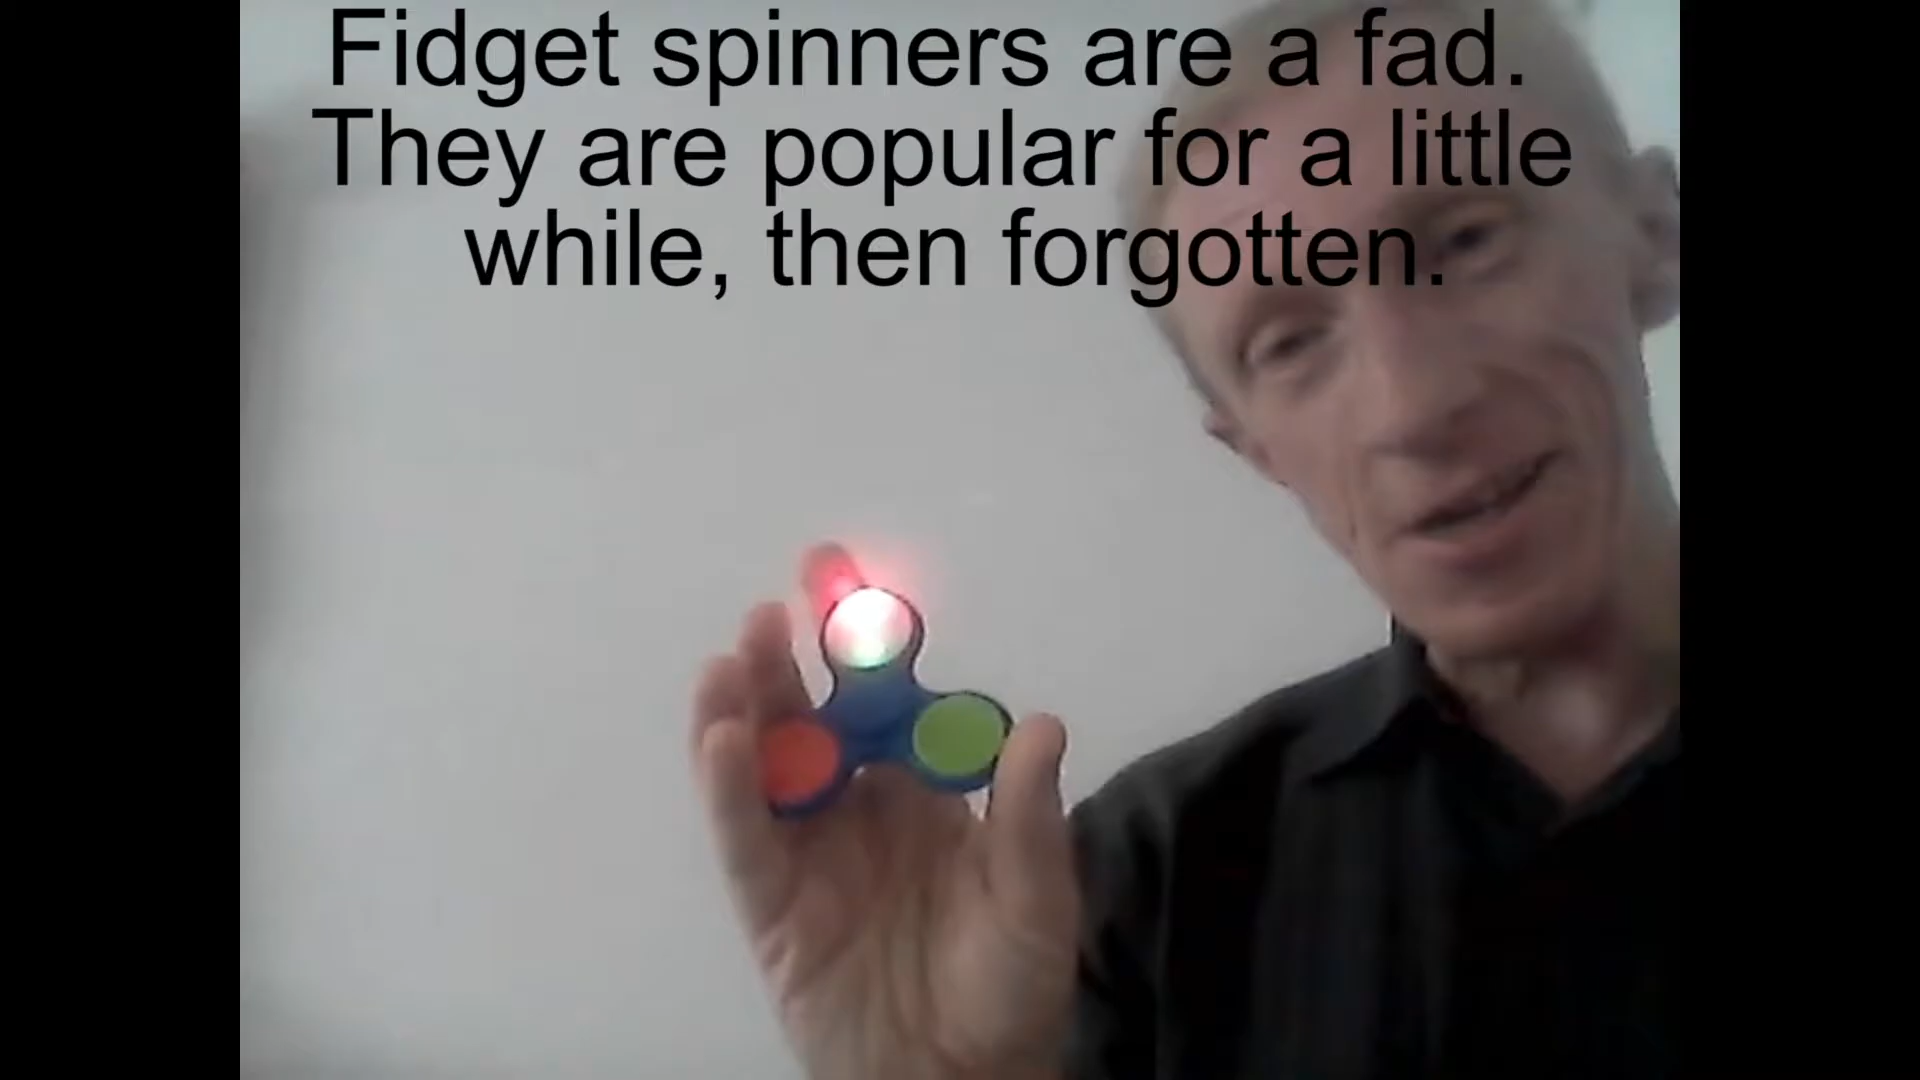 Fidget spinners are a fad.
They are popular for a little
while, then forgotten.